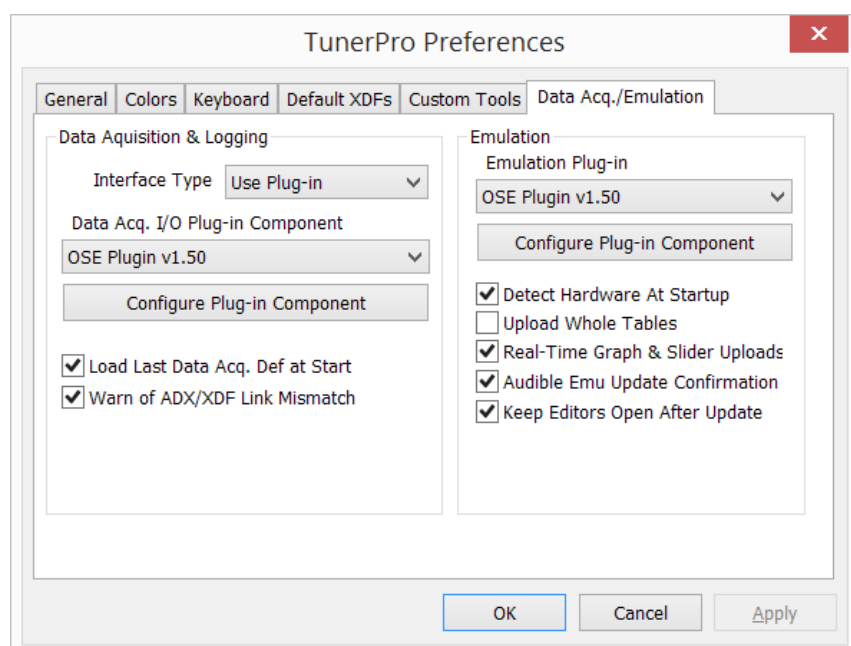 TunerPro Preferences
General
Colors
Keyboard
Default XDFs
Custom Tools
Data Acq./Emulation
Data Aquisition & Logging
Interface Type
Use Plug-in
Data Acq. I/O Plug-in Component
OSE Plugin v1.50
Configure Plug-in Component
Load Last Data Acq. Def at Start
Warn of ADX/XDF Link Mismatch
Emulation
Emulation Plug-in
OSE Plugin v1.50
Configure Plug-in Component
Detect Hardware At Startup
Upload Whole Tables
Real-Time Graph & Slider Uploads
Audible Emu Update Confirmation
Keep Editors Open After Update
OK
Cancel
Apply